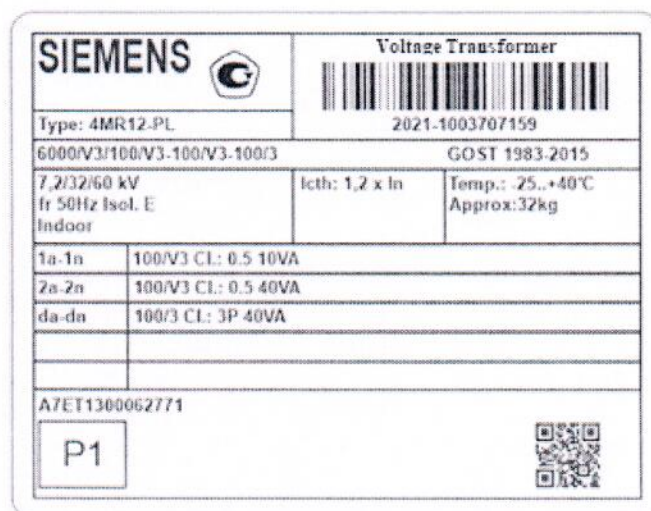 SIEMENS
Voltage Transformer
Type: 4MR12-PL
2021-1003707159
6000/V3/100/V3-100/V3-100/3
GOST 1983-2015
7,2/32/60 kV
fr 50Hz Isol. E
Indoor
Icth: 1,2 x In
Temp.: -25..+40°C
Approx:32kg
1a-1n 100/V3 Cl.: 0.5 10VA
2a-2n 100/V3 Cl.: 0.5 40VA
da-dn 100/3 Cl.: 3P 40VA
A7ET1300062771
P1